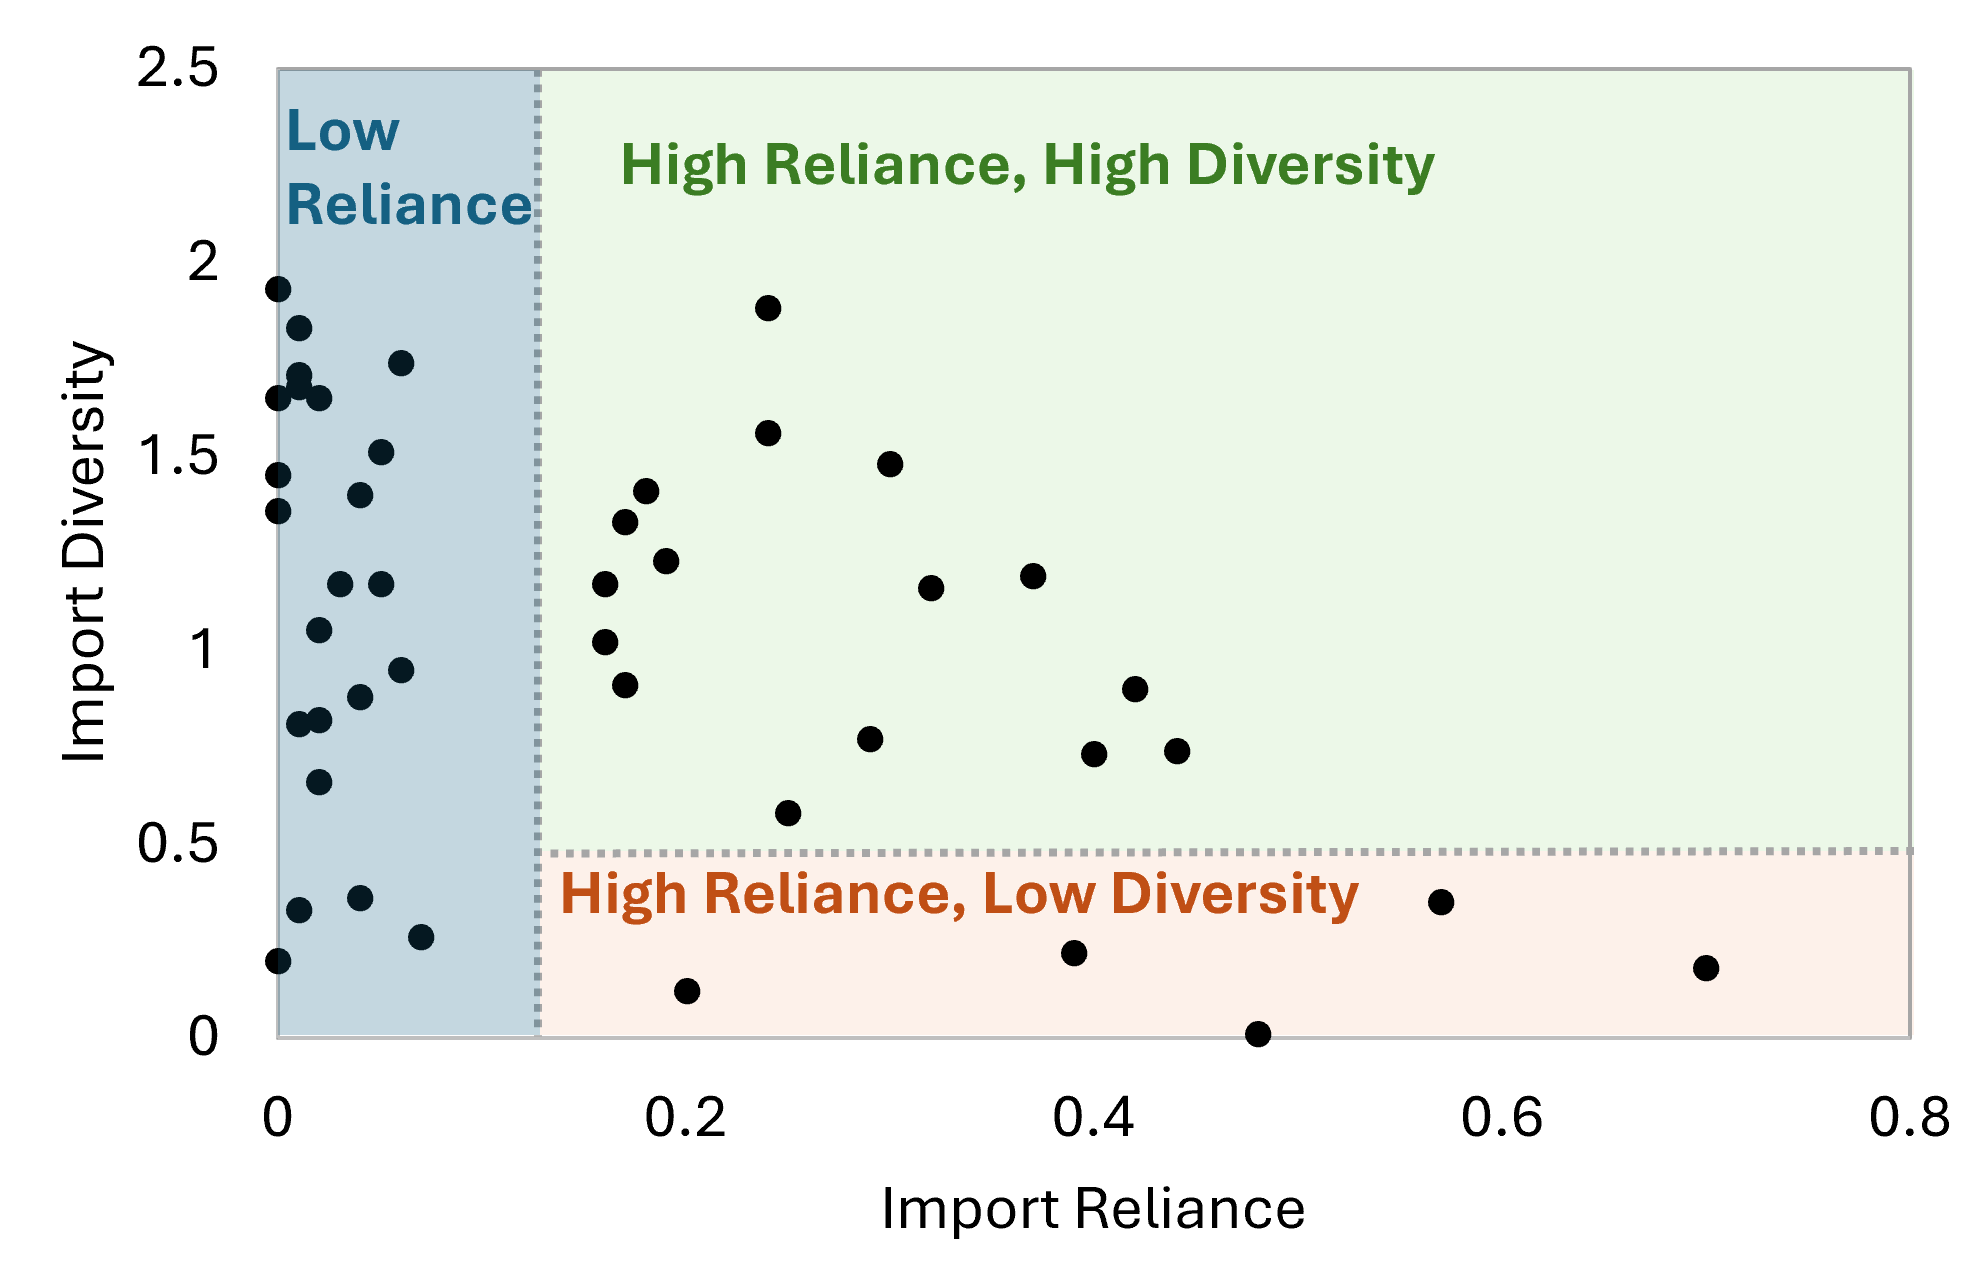 2.5
2
1.5
1
0.5
0
Import Diversity
Low
Reliance
High Reliance, High Diversity
High Reliance, Low Diversity
0
0.2
0.4
0.6
0.8
Import Reliance